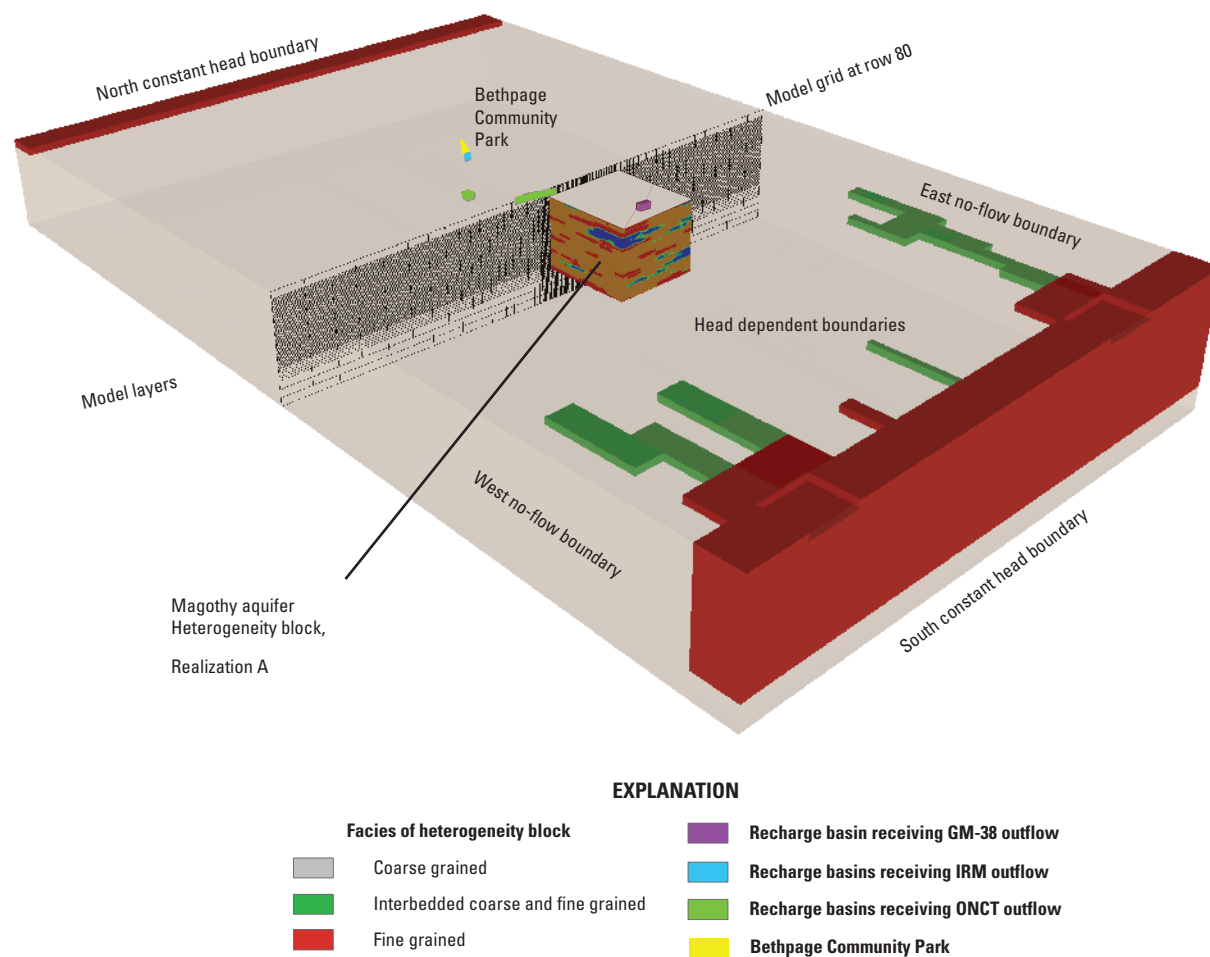 North constant head boundary
Bethpage
Community
Park
Model grid at row 80
East no-flow boundary
Head dependent boundaries
Model layers
West no-flow boundary
South constant head boundary
Magothy aquifer
Heterogeneity block,
Realization A
EXPLANATION
Facies of heterogeneity block
Coarse grained
Interbedded coarse and fine grained
Fine grained
Recharge basin receiving GM-38 outflow
Recharge basins receiving IRM outflow
Recharge basins receiving ONCT outflow
Bethpage Community Park